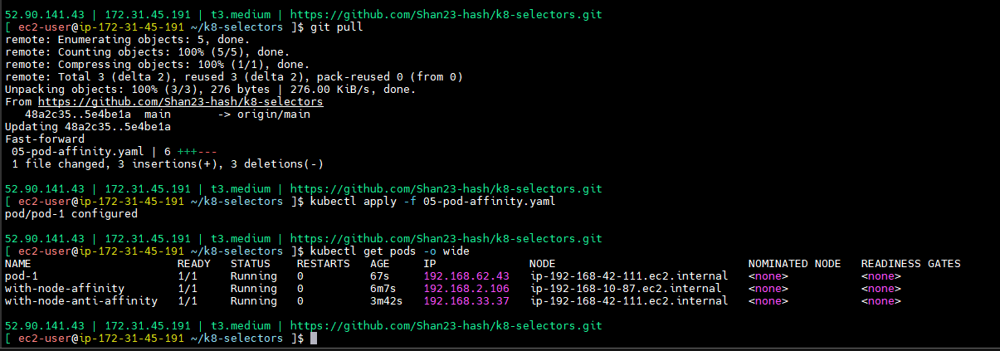 52.90.141.43 | 172.31.45.191 | t3.medium | https://github.com/Shan23-hash/k8-selectors.git
[ ec2-user@ip-172-31-45-191 ~/k8-selectors ]$ git pull
remote: Enumerating objects: 5, done.
remote: Counting objects: 100% (5/5), done.
remote: Compressing objects: 100% (1/1), done.
remote: Total 3 (delta 2), reused 3 (delta 2), pack-reused 0 (from 0)
Unpacking objects: 100% (3/3), 276 bytes | 276.00 KiB/s, done.
From https://github.com/Shan23-hash/k8-selectors
   48a2c35..5e4be1a  main       -> origin/main
Updating 48a2c35..5e4be1a
Fast-forward
 05-pod-affinity.yaml | 6 +++---
 1 file changed, 3 insertions(+), 3 deletions(-)

52.90.141.43 | 172.31.45.191 | t3.medium | https://github.com/Shan23-hash/k8-selectors.git
[ ec2-user@ip-172-31-45-191 ~/k8-selectors ]$ kubectl apply -f 05-pod-affinity.yaml
pod/pod-1 configured

52.90.141.43 | 172.31.45.191 | t3.medium | https://github.com/Shan23-hash/k8-selectors.git
[ ec2-user@ip-172-31-45-191 ~/k8-selectors ]$ kubectl get pods -o wide
NAME                      READY   STATUS    RESTARTS   AGE     IP               NODE                             NOMINATED NODE   READINESS GATES
pod-1                     1/1     Running   0          67s     192.168.62.43    ip-192-168-42-111.ec2.internal   <none>           <none>
with-node-affinity        1/1     Running   0          6m7s    192.168.2.106    ip-192-168-10-87.ec2.internal    <none>           <none>
with-node-anti-affinity   1/1     Running   0          3m42s   192.168.33.37    ip-192-168-42-111.ec2.internal   <none>           <none>

52.90.141.43 | 172.31.45.191 | t3.medium | https://github.com/Shan23-hash/k8-selectors.git
[ ec2-user@ip-172-31-45-191 ~/k8-selectors ]$